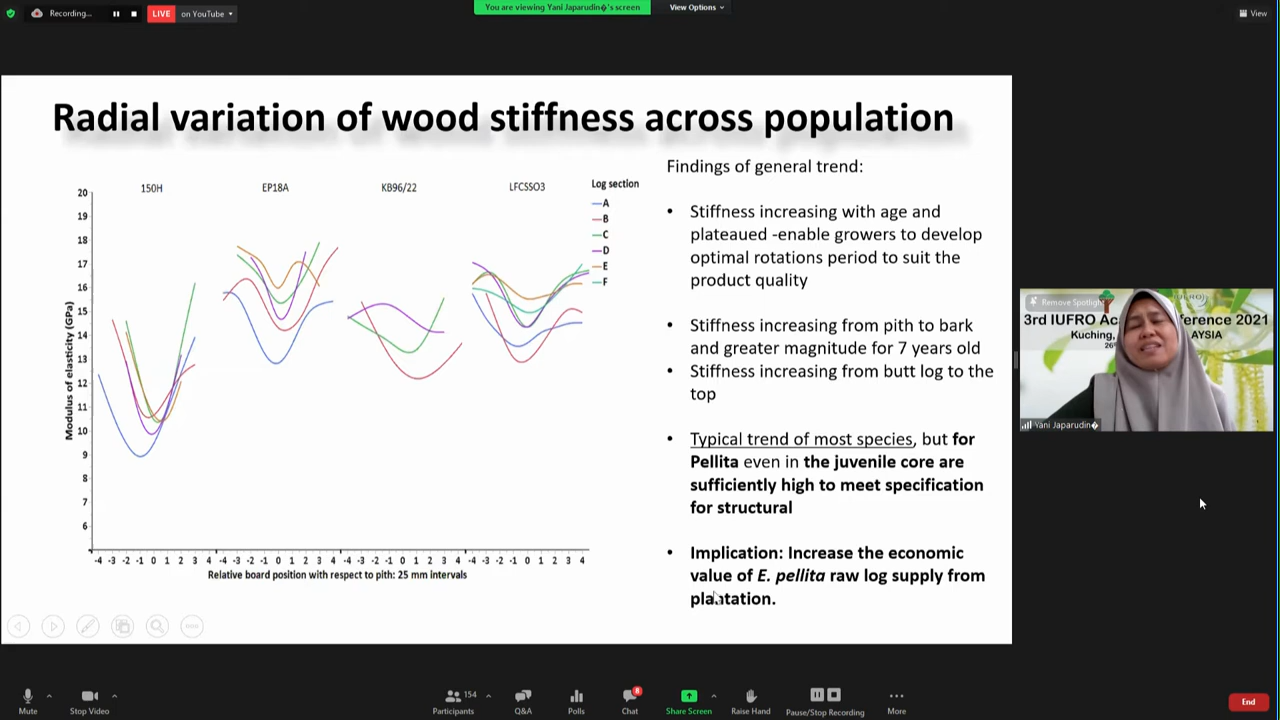 Recording...
LIVE
on YouTube
You are viewing Yani Japarudin�'s screen
View Options
View
Radial variation of wood stiffness across population
150H
EP18A
KB96/22
LFCSSO3
Log section
A
B
C
D
E
F
20
19
18
17
16
15
14
13
12
11
10
9
8
7
6
5
Modulus of elasticity (GPa)
-4 -3 -2 -1 0 1 2 3 -4 -3 -2 -1 0 1 2 3 4 -4 -3 -2 -1 0 1 2 3 4 -4 -3 -2 -1 0 1 2 3 4
Relative board position with respect to pith: 25 mm intervals
Findings of general trend:
• Stiffness increasing with age and
plateaued -enable growers to develop
optimal rotations period to suit the
product quality
• Stiffness increasing from pith to bark
and greater magnitude for 7 years old
• Stiffness increasing from butt log to the
top
• Typical trend of most species, but for
Pellita even in the juvenile core are
sufficiently high to meet specification
for structural
• Implication: Increase the economic
value of E. pellita raw log supply from
plantation.
Remove Spotlight
3rd IUFRO Ac ference 2021
Kuching, AYSIA
Yani Japarudin�
Mute
Stop Video
154
Participants
Q&A
Polls
8
Chat
Share Screen
Raise Hand
Pause/Stop Recording
More
End